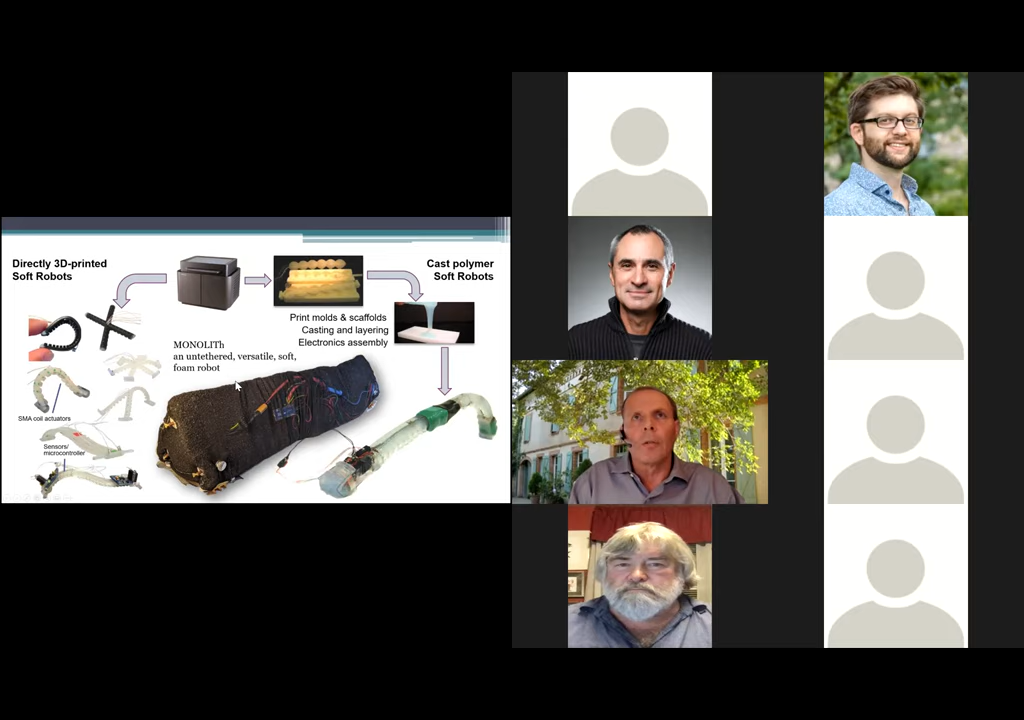 Directly 3D-printed
Soft Robots
Cast polymer
Soft Robots
Print molds & scaffolds
Casting and layering
Electronics assembly
MONOLITh
an untethered, versatile, soft,
foam robot
SMA coil actuators
Sensors/
microcontroller